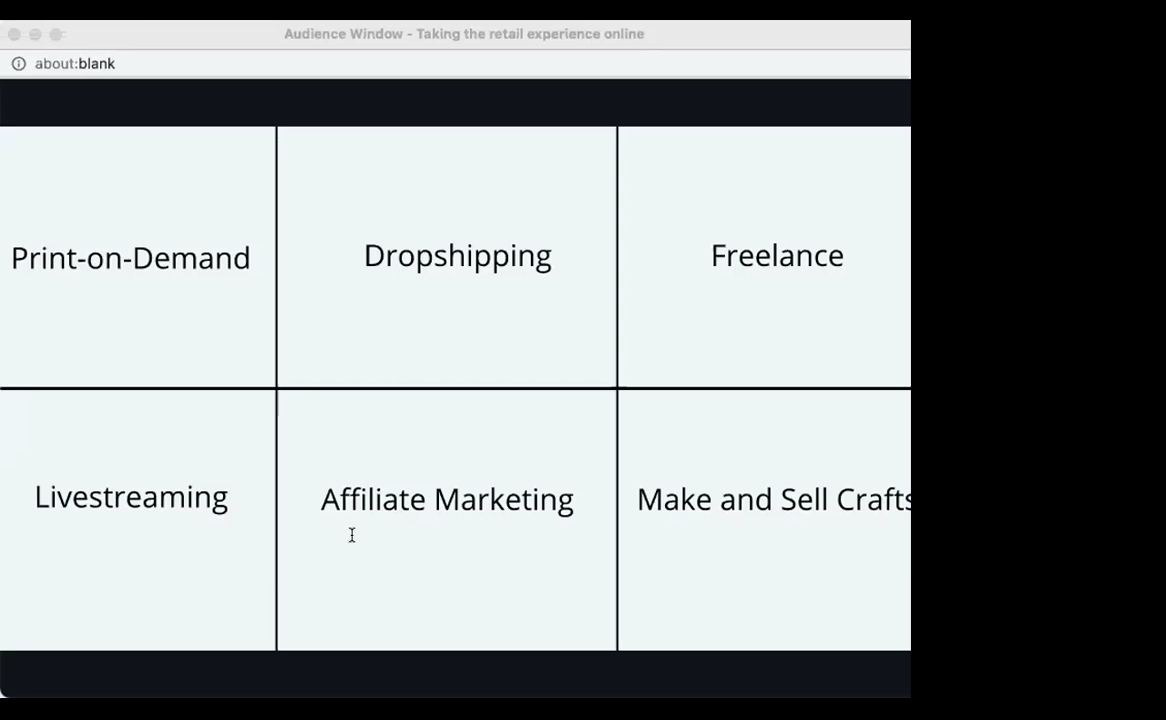 Audience Window - Taking the retail experience online
about:blank
Print-on-Demand
Dropshipping
Freelance
Livestreaming
Affiliate Marketing
Make and Sell Crafts